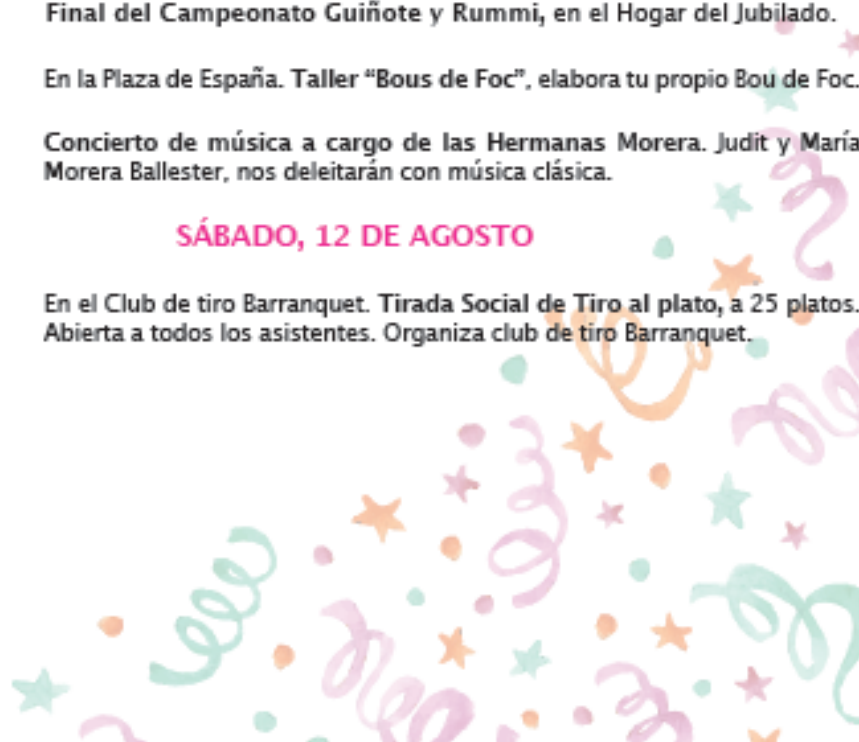 Final del Campeonato Guiñote y Rummi, en el Hogar del Jubilado.
En la Plaza de España. Taller “Bous de Foc”, elabora tu propio Bou de Foc.
Concierto de música a cargo de las Hermanas Morera. Judit y María
Morera Ballester, nos deleitarán con música clásica.
SÁBADO, 12 DE AGOSTO
En el Club de tiro Barranquet. Tirada Social de Tiro al plato, a 25 platos.
Abierta a todos los asistentes. Organiza club de tiro Barranquet.